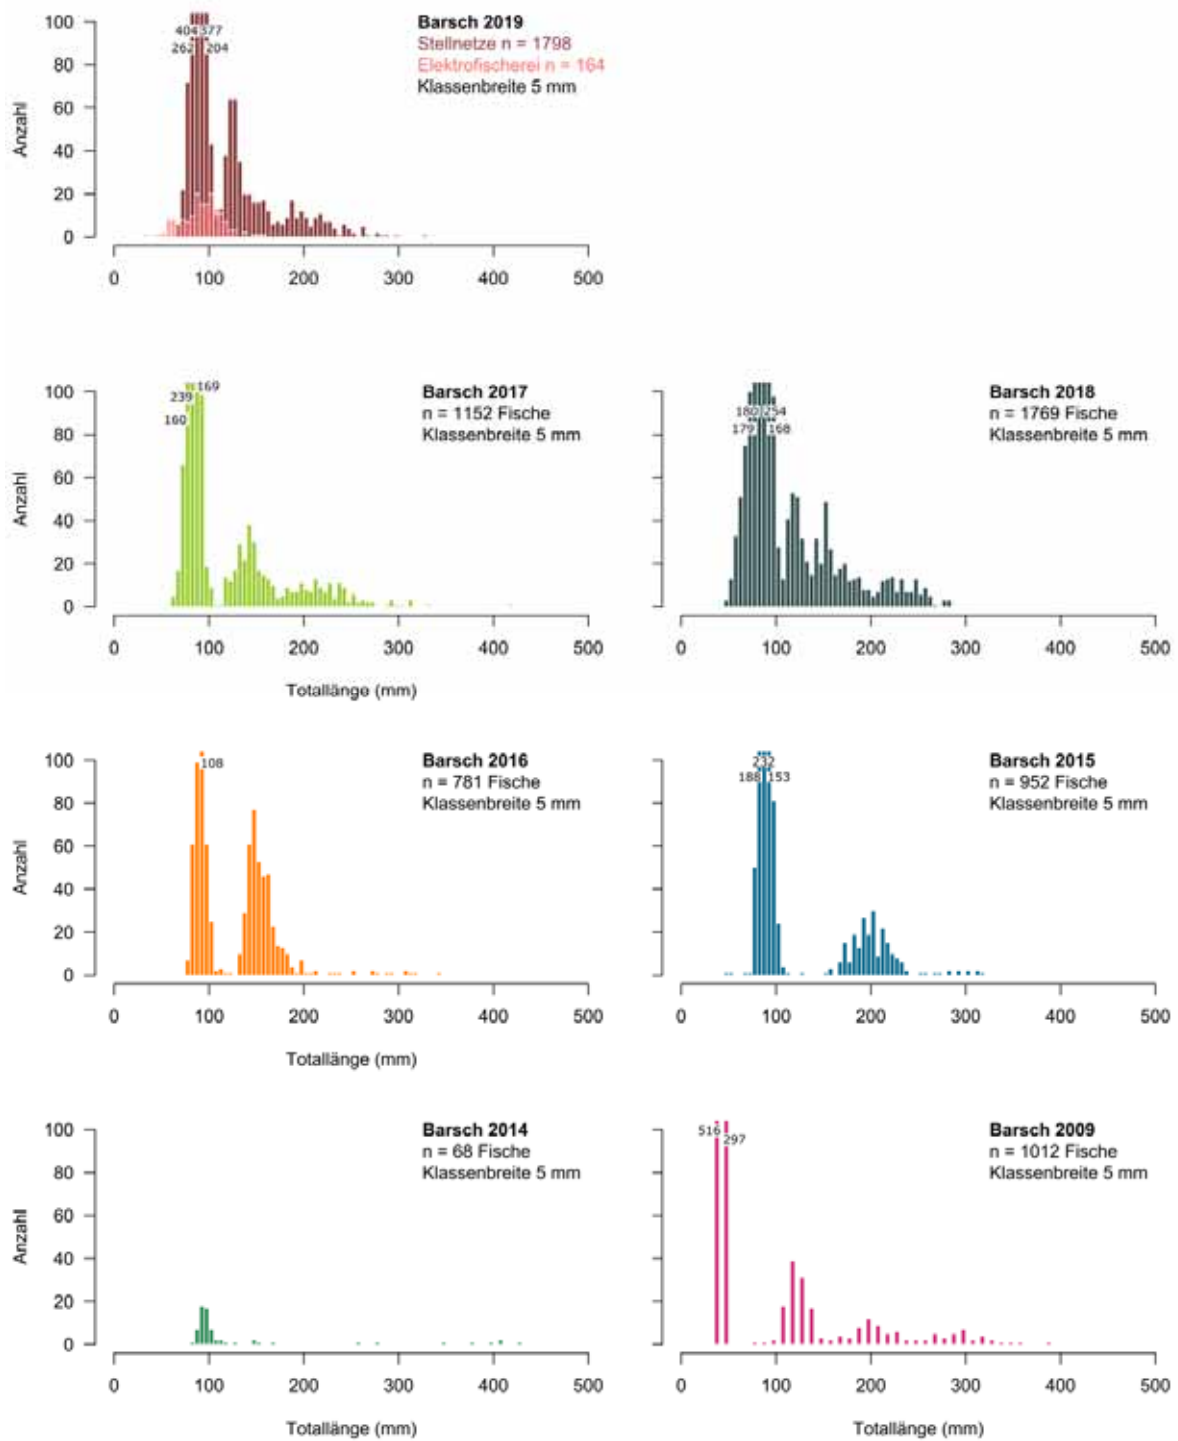 Barsch 2019
Stellnetze n = 1798
Elektrofischerei n = 164
Klassenbreite 5 mm
404 377
262 204
Anzahl
100
80
60
40
20
0
0 100 200 300 400 500
Barsch 2017
n = 1152 Fische
Klassenbreite 5 mm
169
239
160
Anzahl
100
80
60
40
20
0
0 100 200 300 400 500
Totallänge (mm)
Barsch 2018
n = 1769 Fische
Klassenbreite 5 mm
180 254
179 168
0 100 200 300 400 500
Barsch 2016
n = 781 Fische
Klassenbreite 5 mm
108
Anzahl
100
80
60
40
20
0
0 100 200 300 400 500
Totallänge (mm)
Barsch 2015
n = 952 Fische
Klassenbreite 5 mm
232
188 153
0 100 200 300 400 500
Barsch 2014
n = 68 Fische
Klassenbreite 5 mm
Anzahl
100
80
60
40
20
0
0 100 200 300 400 500
Totallänge (mm)
Barsch 2009
n = 1012 Fische
Klassenbreite 5 mm
516
297
0 100 200 300 400 500
Totallänge (mm)